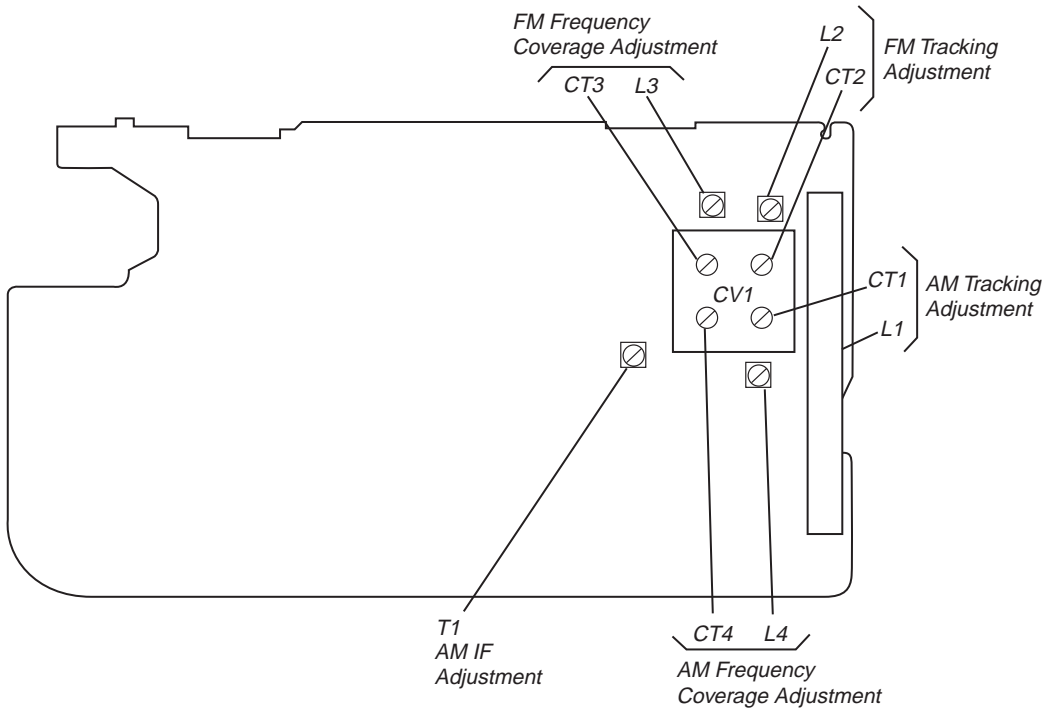 FM Frequency
Coverage Adjustment
CT3 L3
L2
CT2
FM Tracking
Adjustment
CV1
CT1
L1
AM Tracking
Adjustment
T1
AM IF
Adjustment
CT4 L4
AM Frequency
Coverage Adjustment